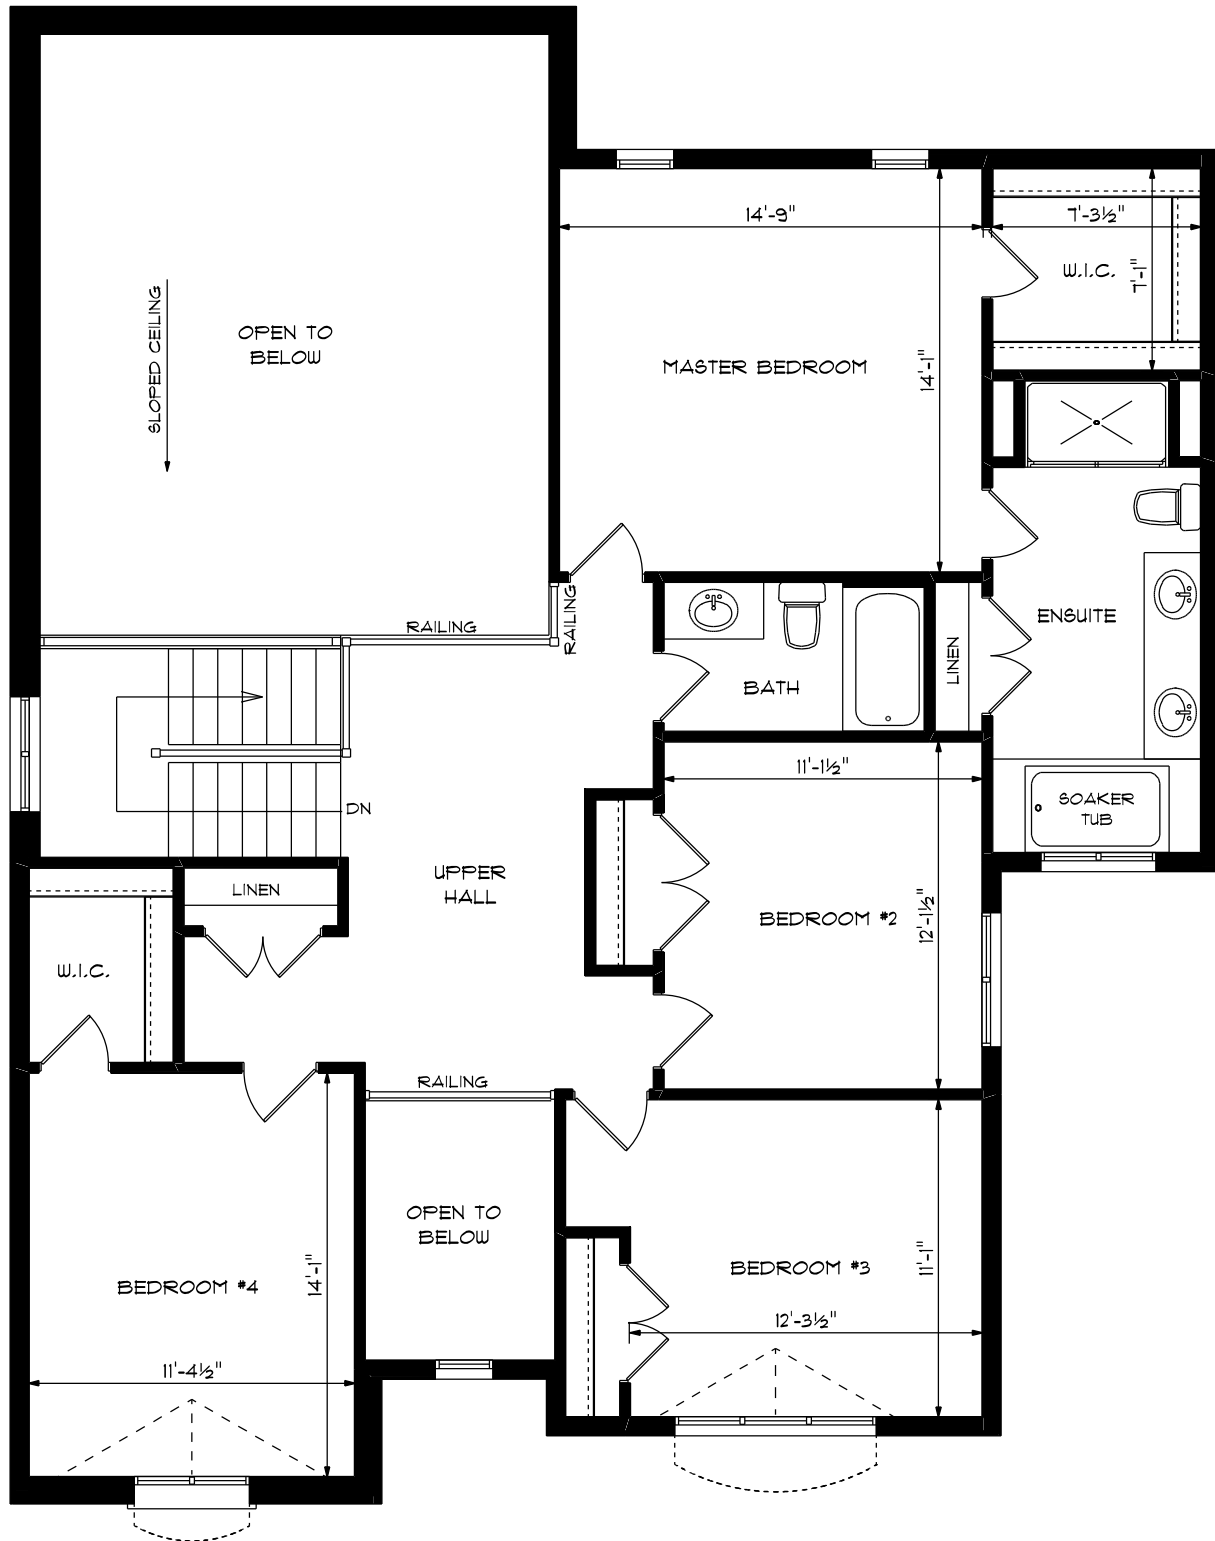 14'-9"
7'-3½"
W.I.C.
7'-1"
SLOPED CEILING
OPEN TO
BELOW
MASTER BEDROOM
14'-1"
RAILING
RAILING
ENSUITE
LINEN
BATH
11'-1½"
DN
SOAKER
TUB
UPPER
HALL
LINEN
BEDROOM #2
12'-1½"
W.I.C.
RAILING
OPEN TO
BELOW
BEDROOM #3
11'-1"
BEDROOM #4
14'-1"
12'-3½"
11'-4½"